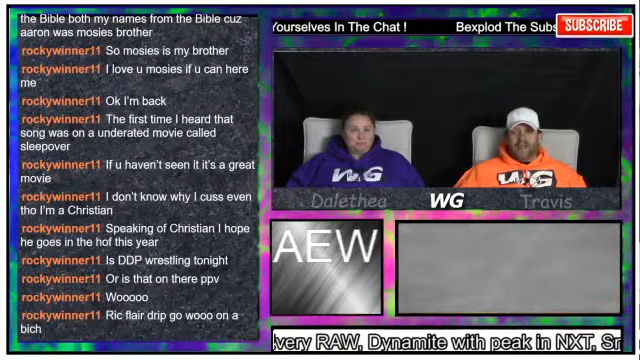 the Bible both my names from the Bible cuz
aaron was mosies brother
rockywinner11 So mosies is my brother
rockywinner11 I love u mosies if u can here
me
rockywinner11 Ok I'm back
rockywinner11 The first time I heard that
song was on a underated movie called
sleepover
rockywinner11 If u haven't seen it it's a great
movie
rockywinner11 I don't know why I cuss even
tho I'm a Christian
rockywinner11 Speaking of Christian I hope
he goes in the hof this year
rockywinner11 Is DDP wrestling tonight
rockywinner11 Or is that on there ppv
rockywinner11 Wooooo
rockywinner11 Ric flair drip go wooo on a
bich
Yourselves In The Chat ! Bexplod The Subs
SUBSCRIBE
WG
WG
Dalethea WG Travis
AEW
very RAW, Dynamite with peak in NXT, Sr